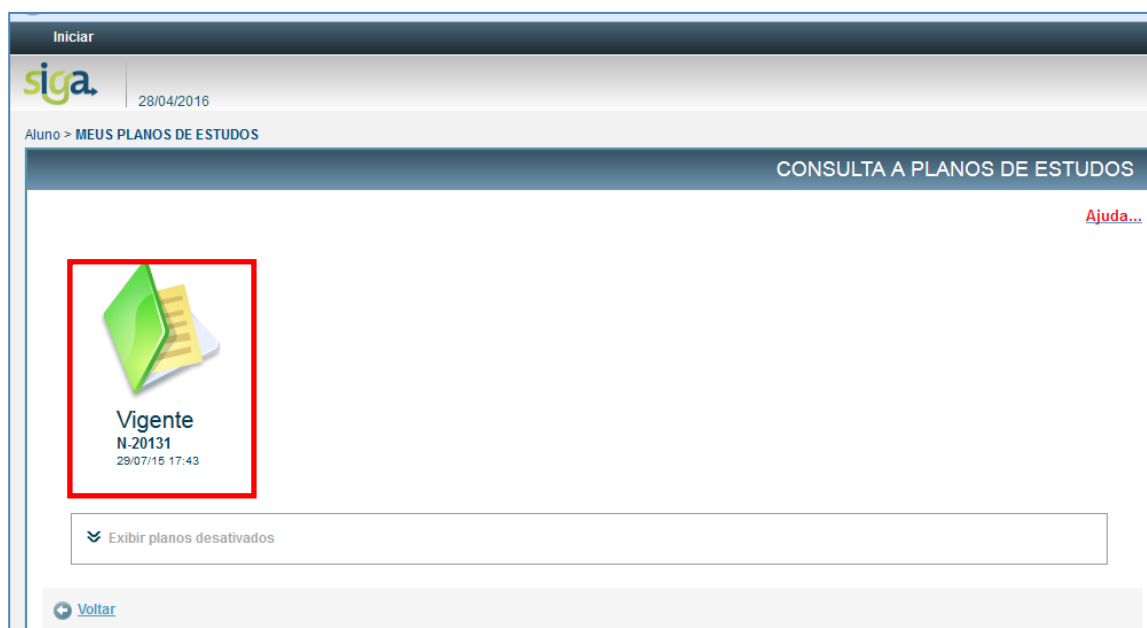 Iniciar
siga
28/04/2016
Aluno > MEUS PLANOS DE ESTUDOS
CONSULTA A PLANOS DE ESTUDOS
Ajuda...
Vigente
N-20131
29/07/15 17:43
Exibir planos desativados
Voltar